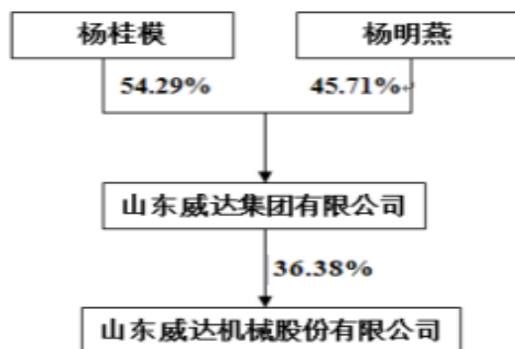 杨桂模
杨明燕
54.29%
45.71%↵
山东威达集团有限公司
36.38%
山东威达机械股份有限公司